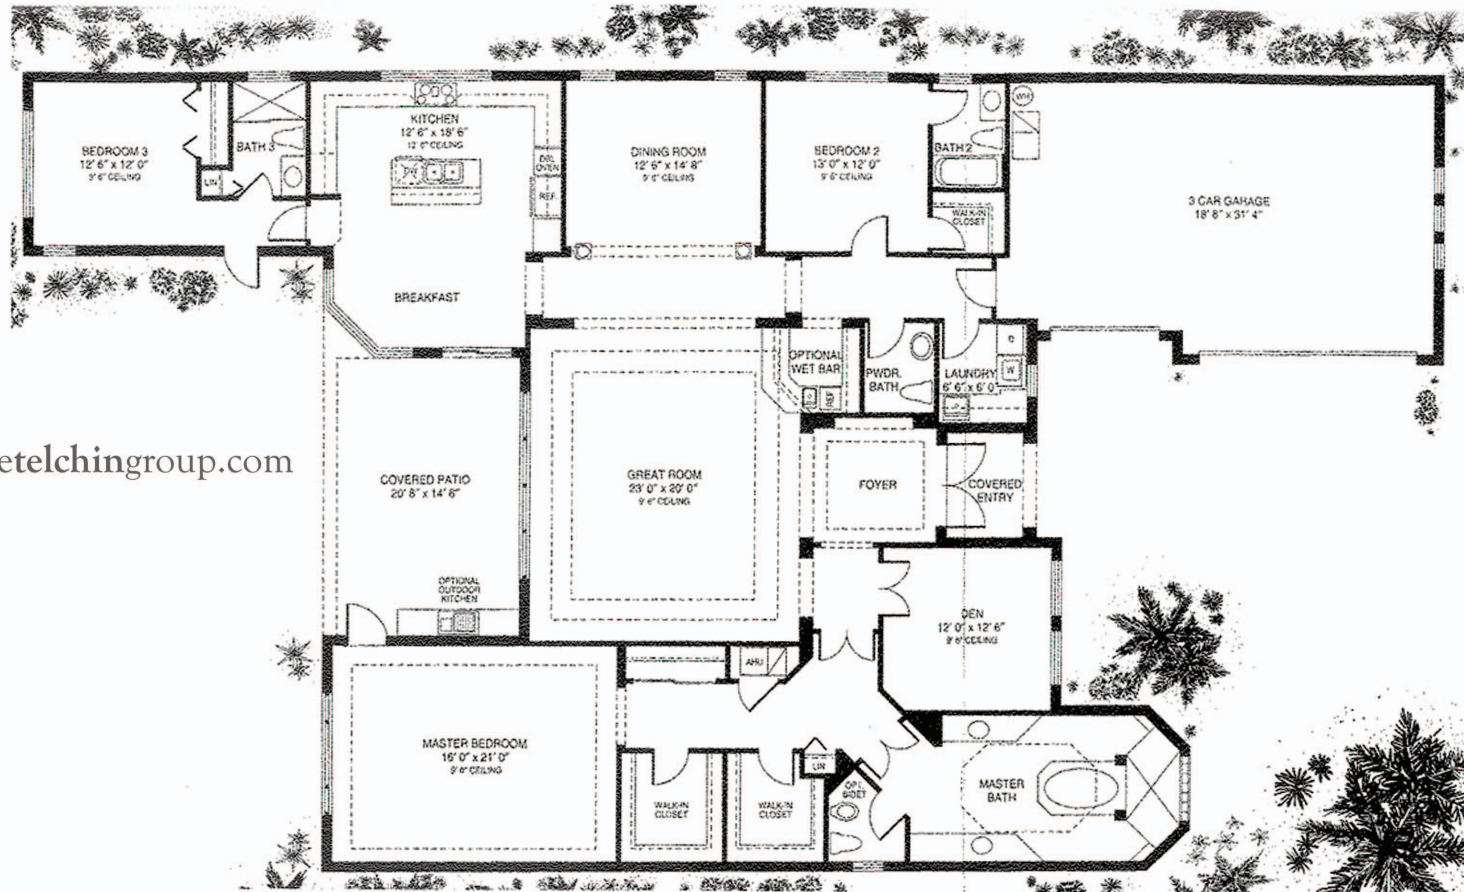 BEDROOM 3
12' 6" x 12' 0"
9' 6" CEILING
LIN
BATH 3
KITCHEN
12' 6" x 18' 6"
12' 6" CEILING
DW
DBL
OVEN
REF.
BREAKFAST
DINING ROOM
12' 6" x 14' 8"
9' 6" CEILING
BEDROOM 2
13' 0" x 12' 0"
9' 6" CEILING
BATH 2
WALK-IN
CLOSET
WH
3 CAR GARAGE
18' 8" x 31' 4"
OPTIONAL
WET BAR
REF
PWDR.
BATH
LAUNDRY
6' 6" x 6' 0"
W
etelchingroup.com
COVERED PATIO
20' 8" x 14' 6"
OPTIONAL
OUTDOOR
KITCHEN
GREAT ROOM
23' 0" x 20' 0"
9' 6" CEILING
FOYER
COVERED
ENTRY
DEN
12' 0" x 12' 6"
9' 6" CEILING
AHU
MASTER BEDROOM
16' 0" x 21' 0"
9' 6" CEILING
WALK-IN
CLOSET
WALK-IN
CLOSET
LIN
OPT.
BIDET
MASTER
BATH